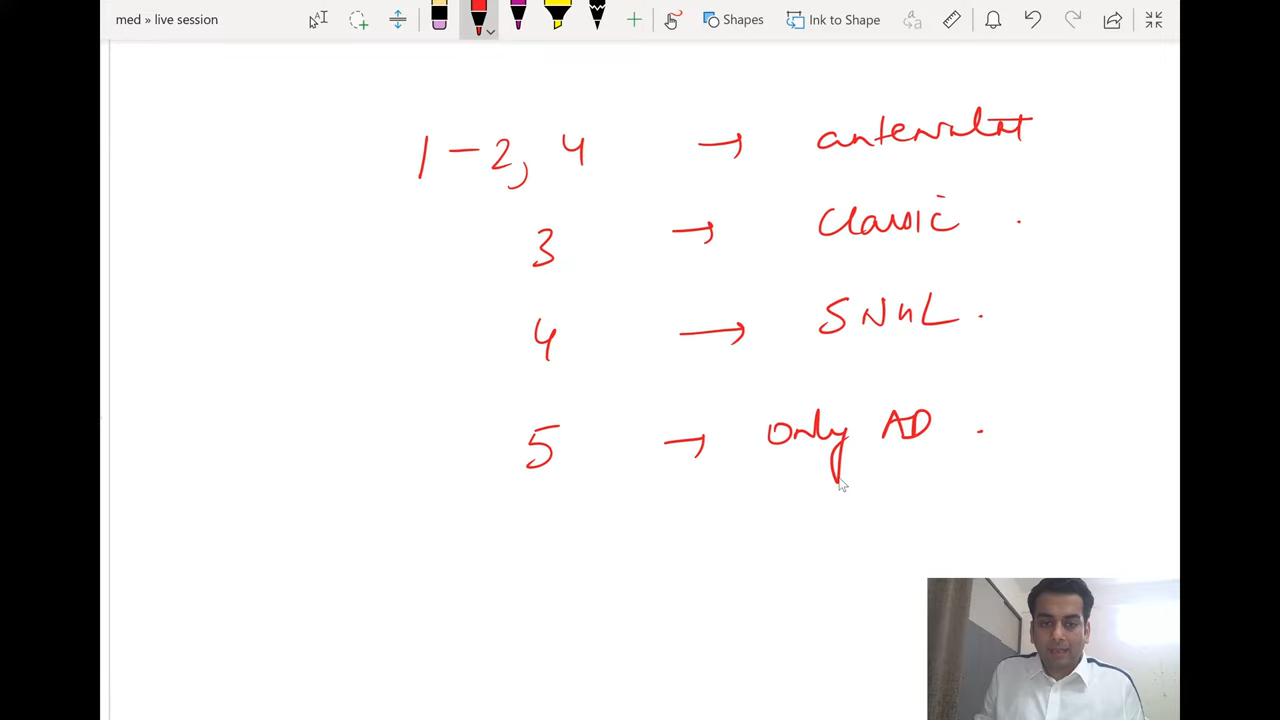 med » live session
Shapes
Ink to Shape
1-2, 4 → antenatal
3 → Classic .
4 → SNHL .
5 → Only AD .